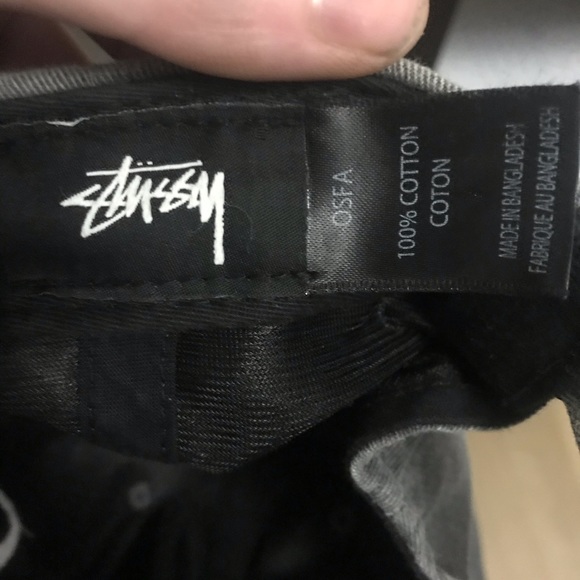 STÜSSY
OSFA
100% COTTON
COTON
MADE IN BANGLADESH
FABRIQUE AU BANGLADESH